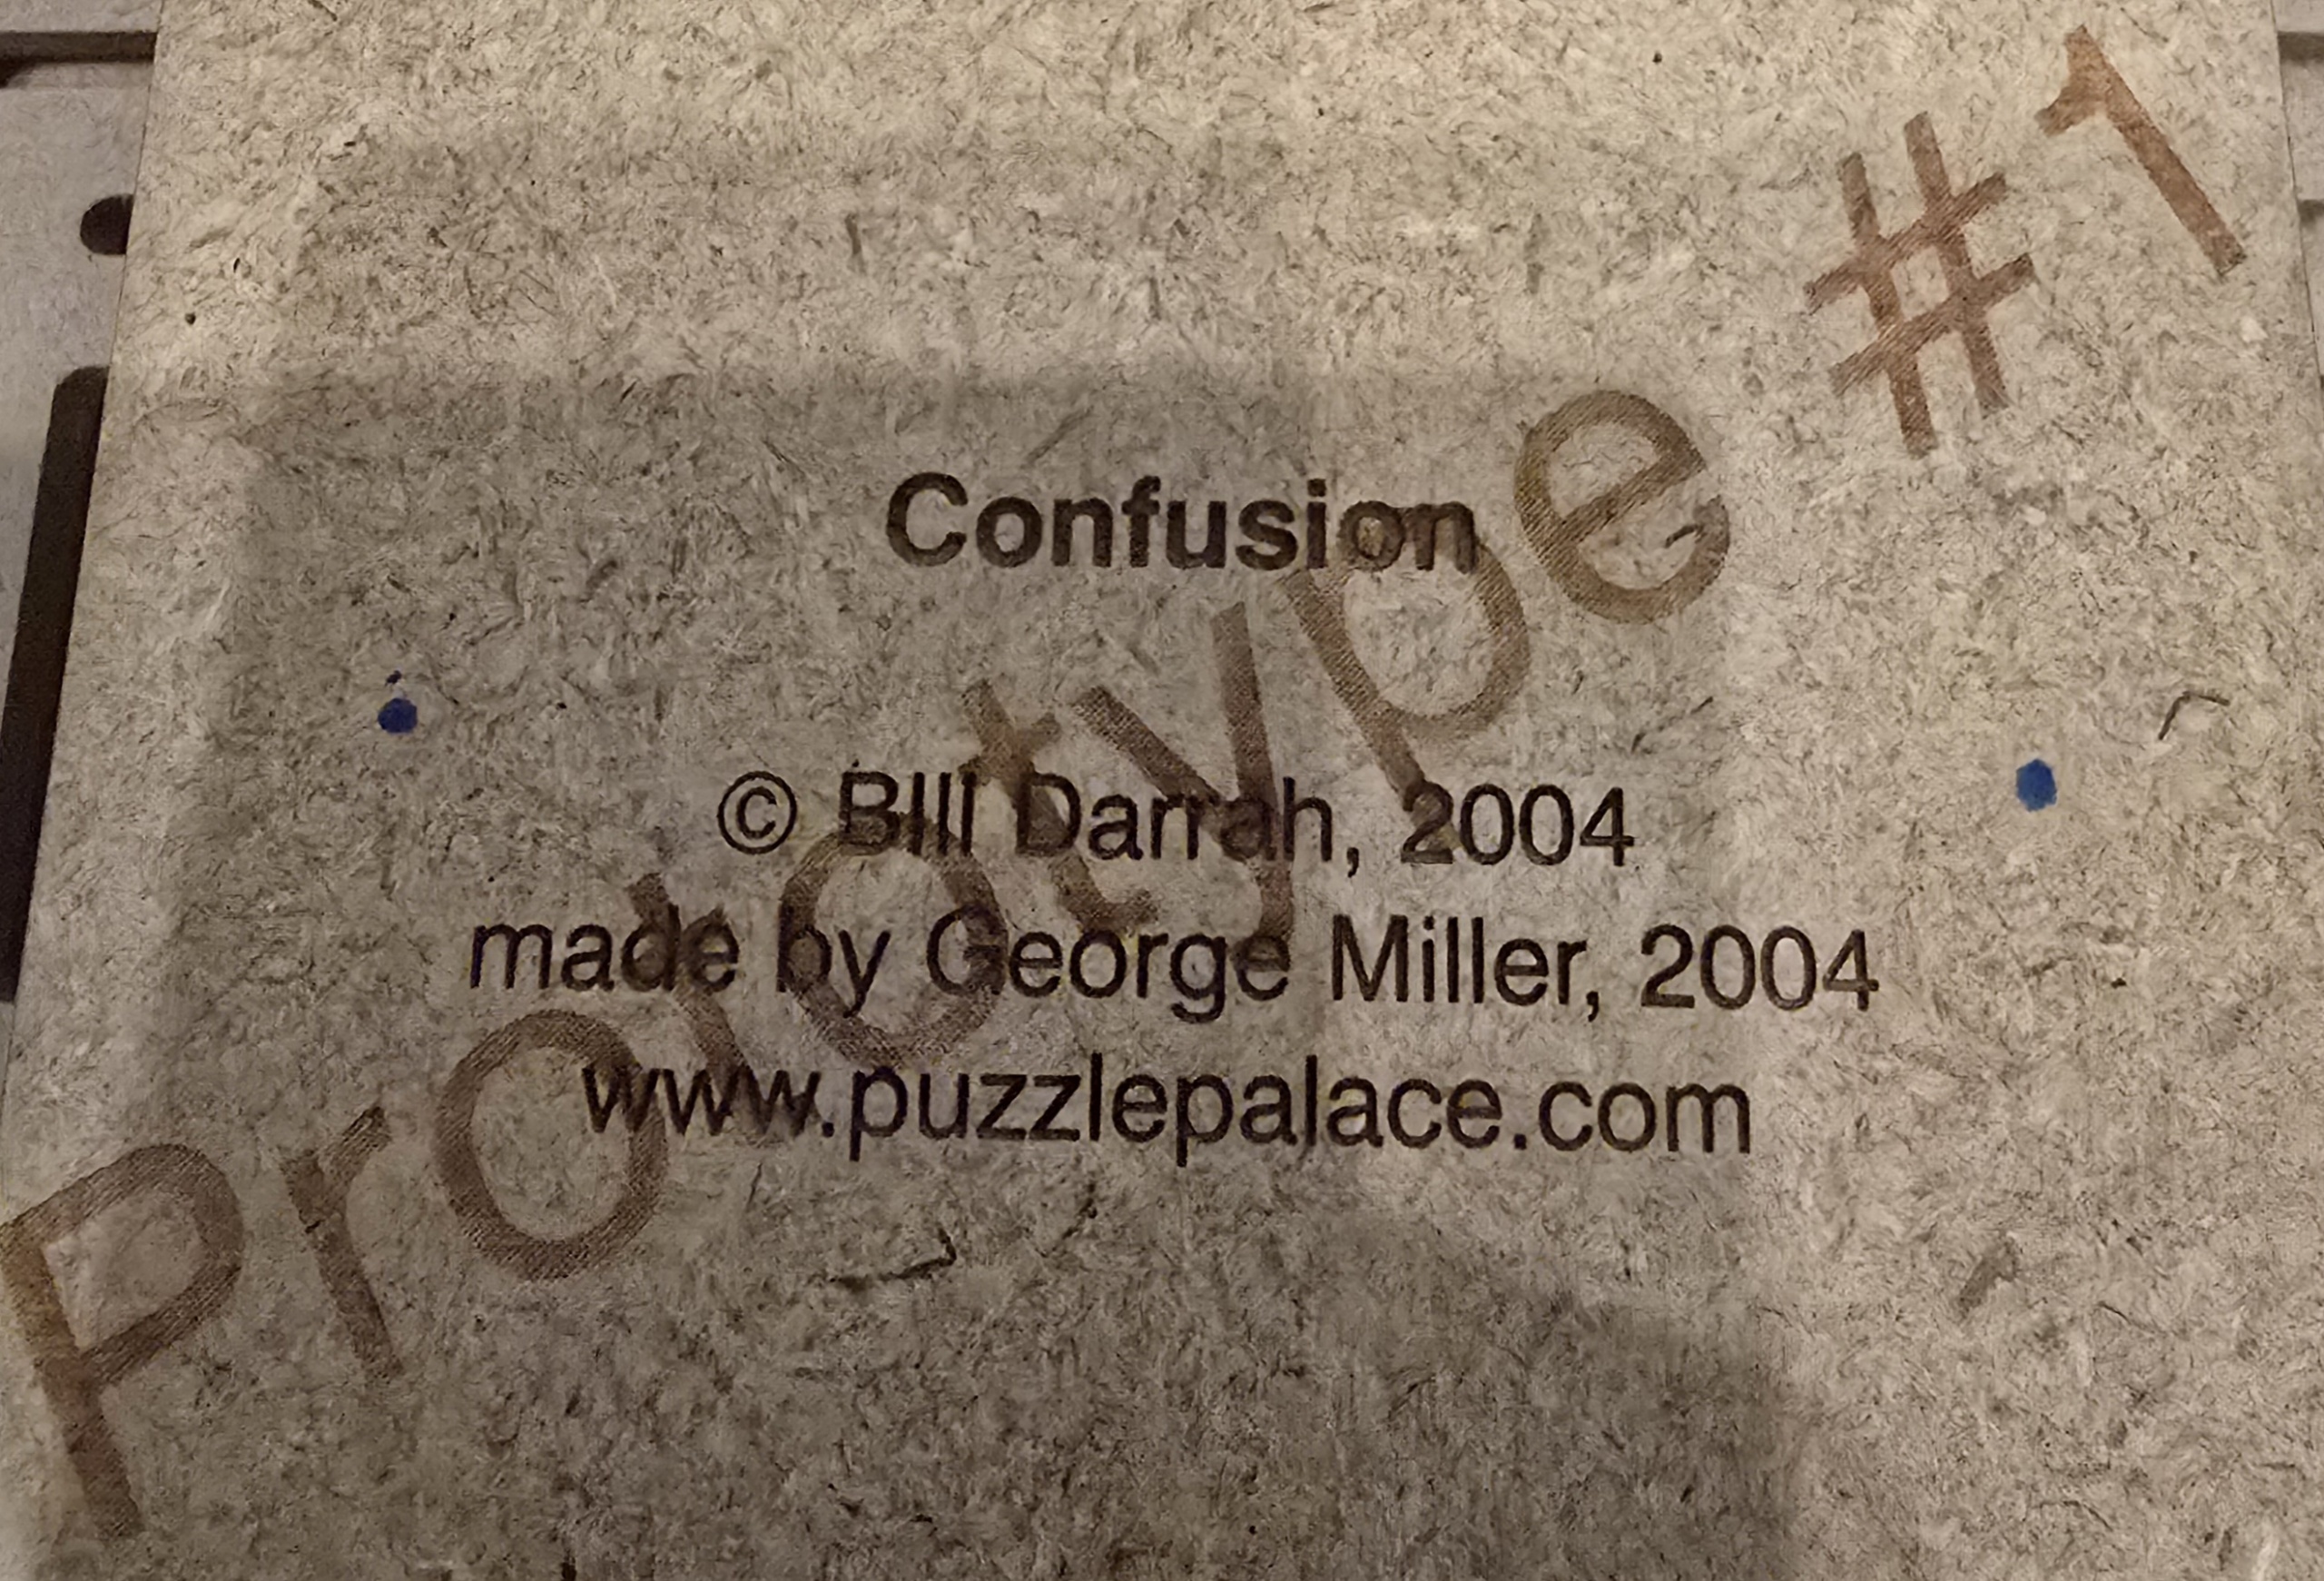 Confusion
© Bill Darrah, 2004
made by George Miller, 2004
www.puzzlepalace.com
Prototype #1